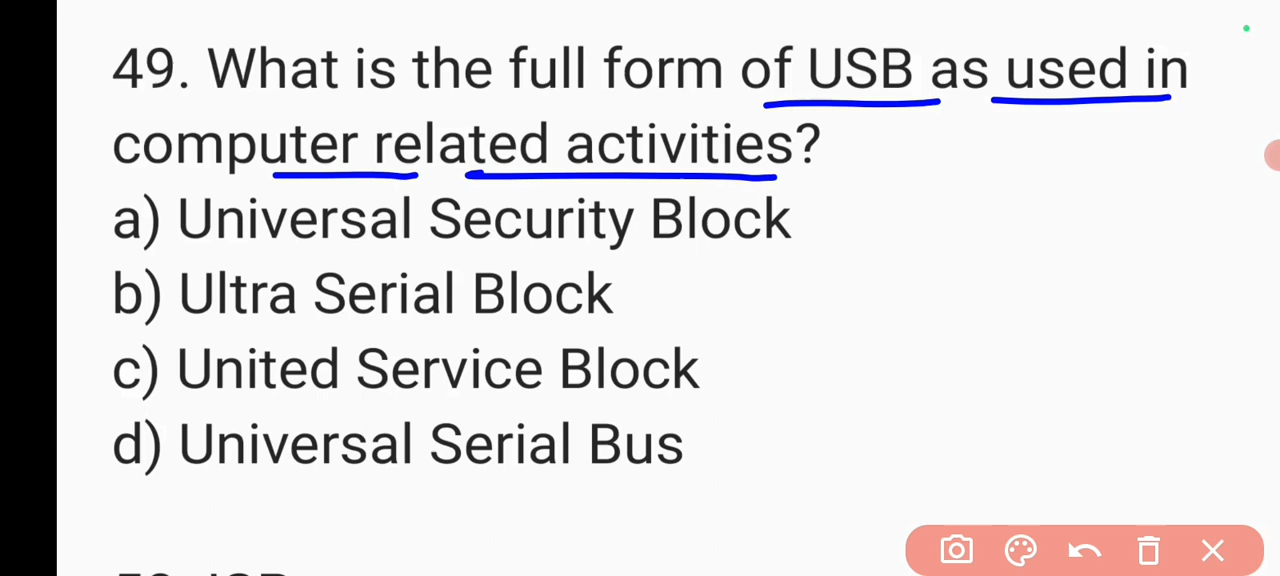 49. What is the full form of USB as used in
computer related activities?
a) Universal Security Block
b) Ultra Serial Block
c) United Service Block
d) Universal Serial Bus